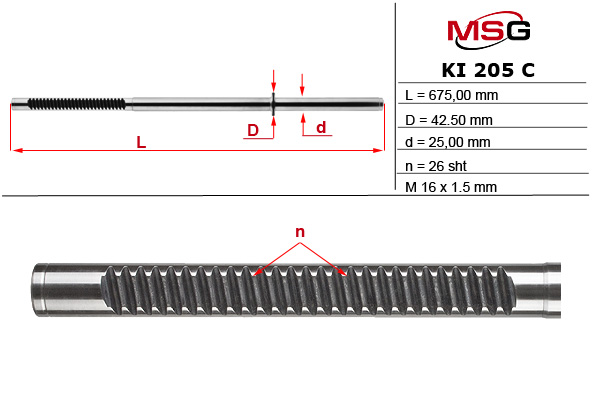 MSG
KI 205 C
L = 675,00 mm
D = 42.50 mm
d = 25,00 mm
n = 26 sht
M 16 x 1.5 mm
L
D
d
n